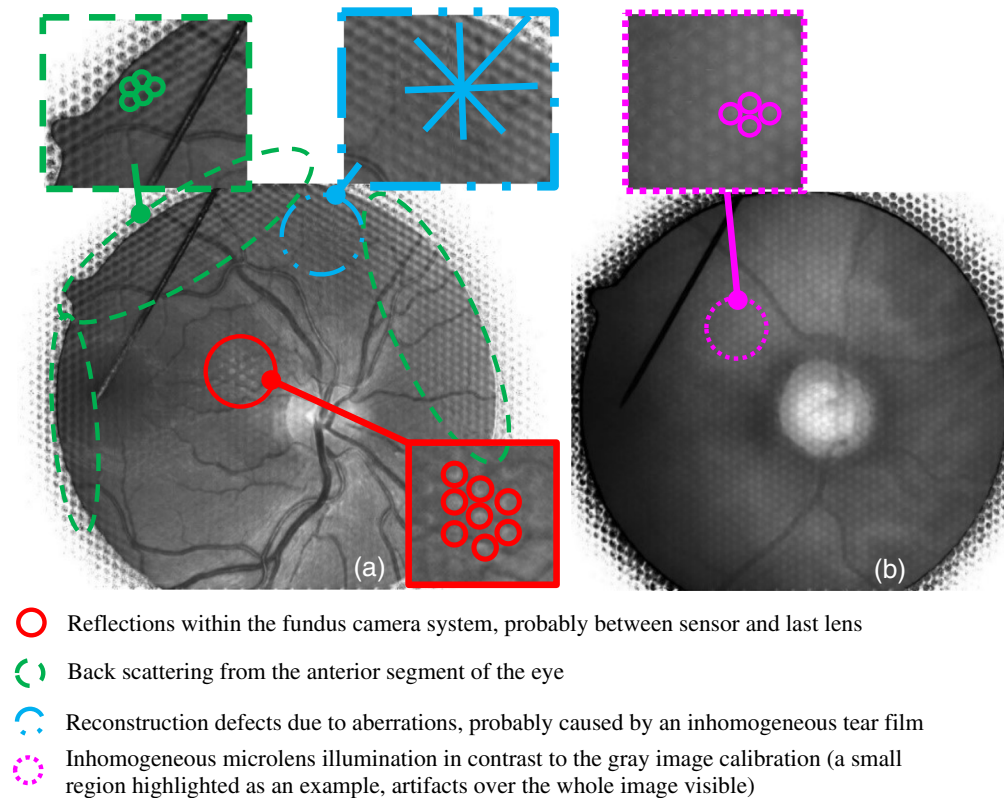 (a)
(b)
Reflections within the fundus camera system, probably between sensor and last lens
Back scattering from the anterior segment of the eye
Reconstruction defects due to aberrations, probably caused by an inhomogeneous tear film
Inhomogeneous microlens illumination in contrast to the gray image calibration (a small
region highlighted as an example, artifacts over the whole image visible)